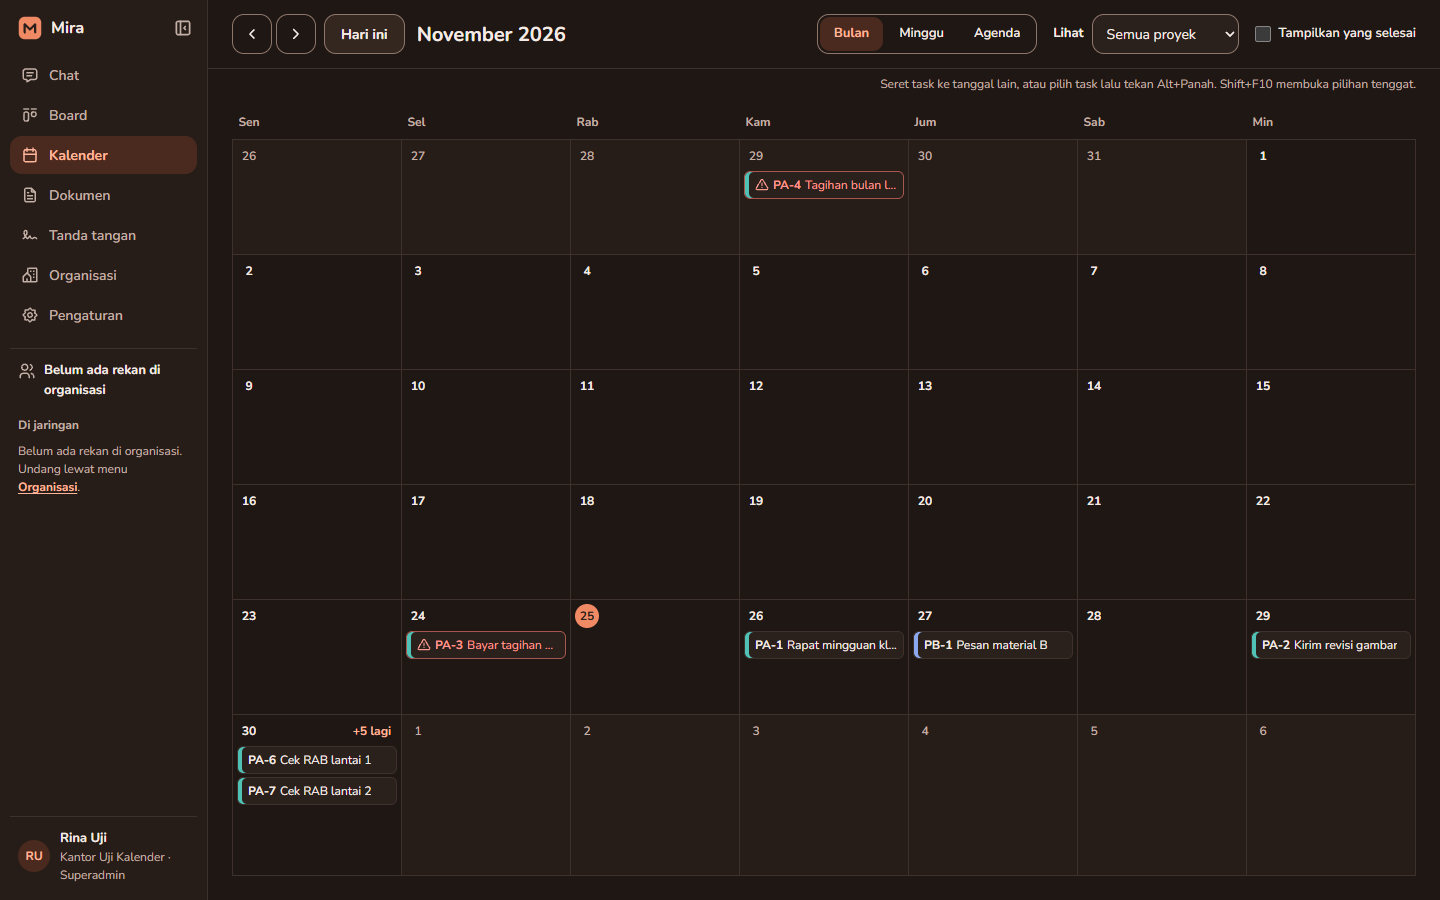 Mira
Chat
Board
Kalender
Dokumen
Tanda tangan
Organisasi
Pengaturan
Belum ada rekan di
organisasi
Di jaringan
Belum ada rekan di organisasi.
Undang lewat menu
Organisasi.
RU
Rina Uji
Kantor Uji Kalender ·
Superadmin
Hari ini
November 2026
Bulan Minggu Agenda
Lihat
Semua proyek
Tampilkan yang selesai
Seret task ke tanggal lain, atau pilih task lalu tekan Alt+Panah. Shift+F10 membuka pilihan tenggat.
Sen Sel Rab Kam Jum Sab Min
26 27 28 29 30 31 1
PA-4 Tagihan bulan l...
2 3 4 5 6 7 8
9 10 11 12 13 14 15
16 17 18 19 20 21 22
23 24 25 26 27 28 29
PA-3 Bayar tagihan ... PA-1 Rapat mingguan kl... PB-1 Pesan material B PA-2 Kirim revisi gambar
30 +5 lagi 1 2 3 4 5 6
PA-6 Cek RAB lantai 1
PA-7 Cek RAB lantai 2